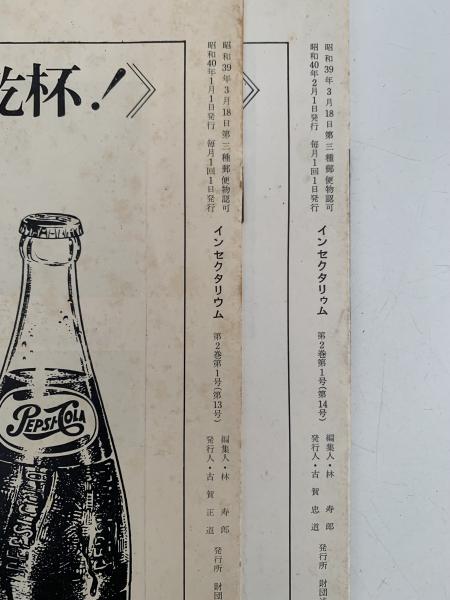 乾杯!》
PEPSI-COLA
昭和39年3月18日第三種郵便物認可
昭和40年1月1日発行 毎月1回1日発行
インセクタリウム
第2巻第1号(第13号)
編集人・林 寿郎
発行人・古賀正道
発行所 財団
》
昭和39年3月18日第三種郵便物認可
昭和40年2月1日発行 毎月1回1日発行
インセクタリゥム
第2巻第1号(第14号)
編集人・林 寿郎
発行人・古賀忠道
発行所 財団